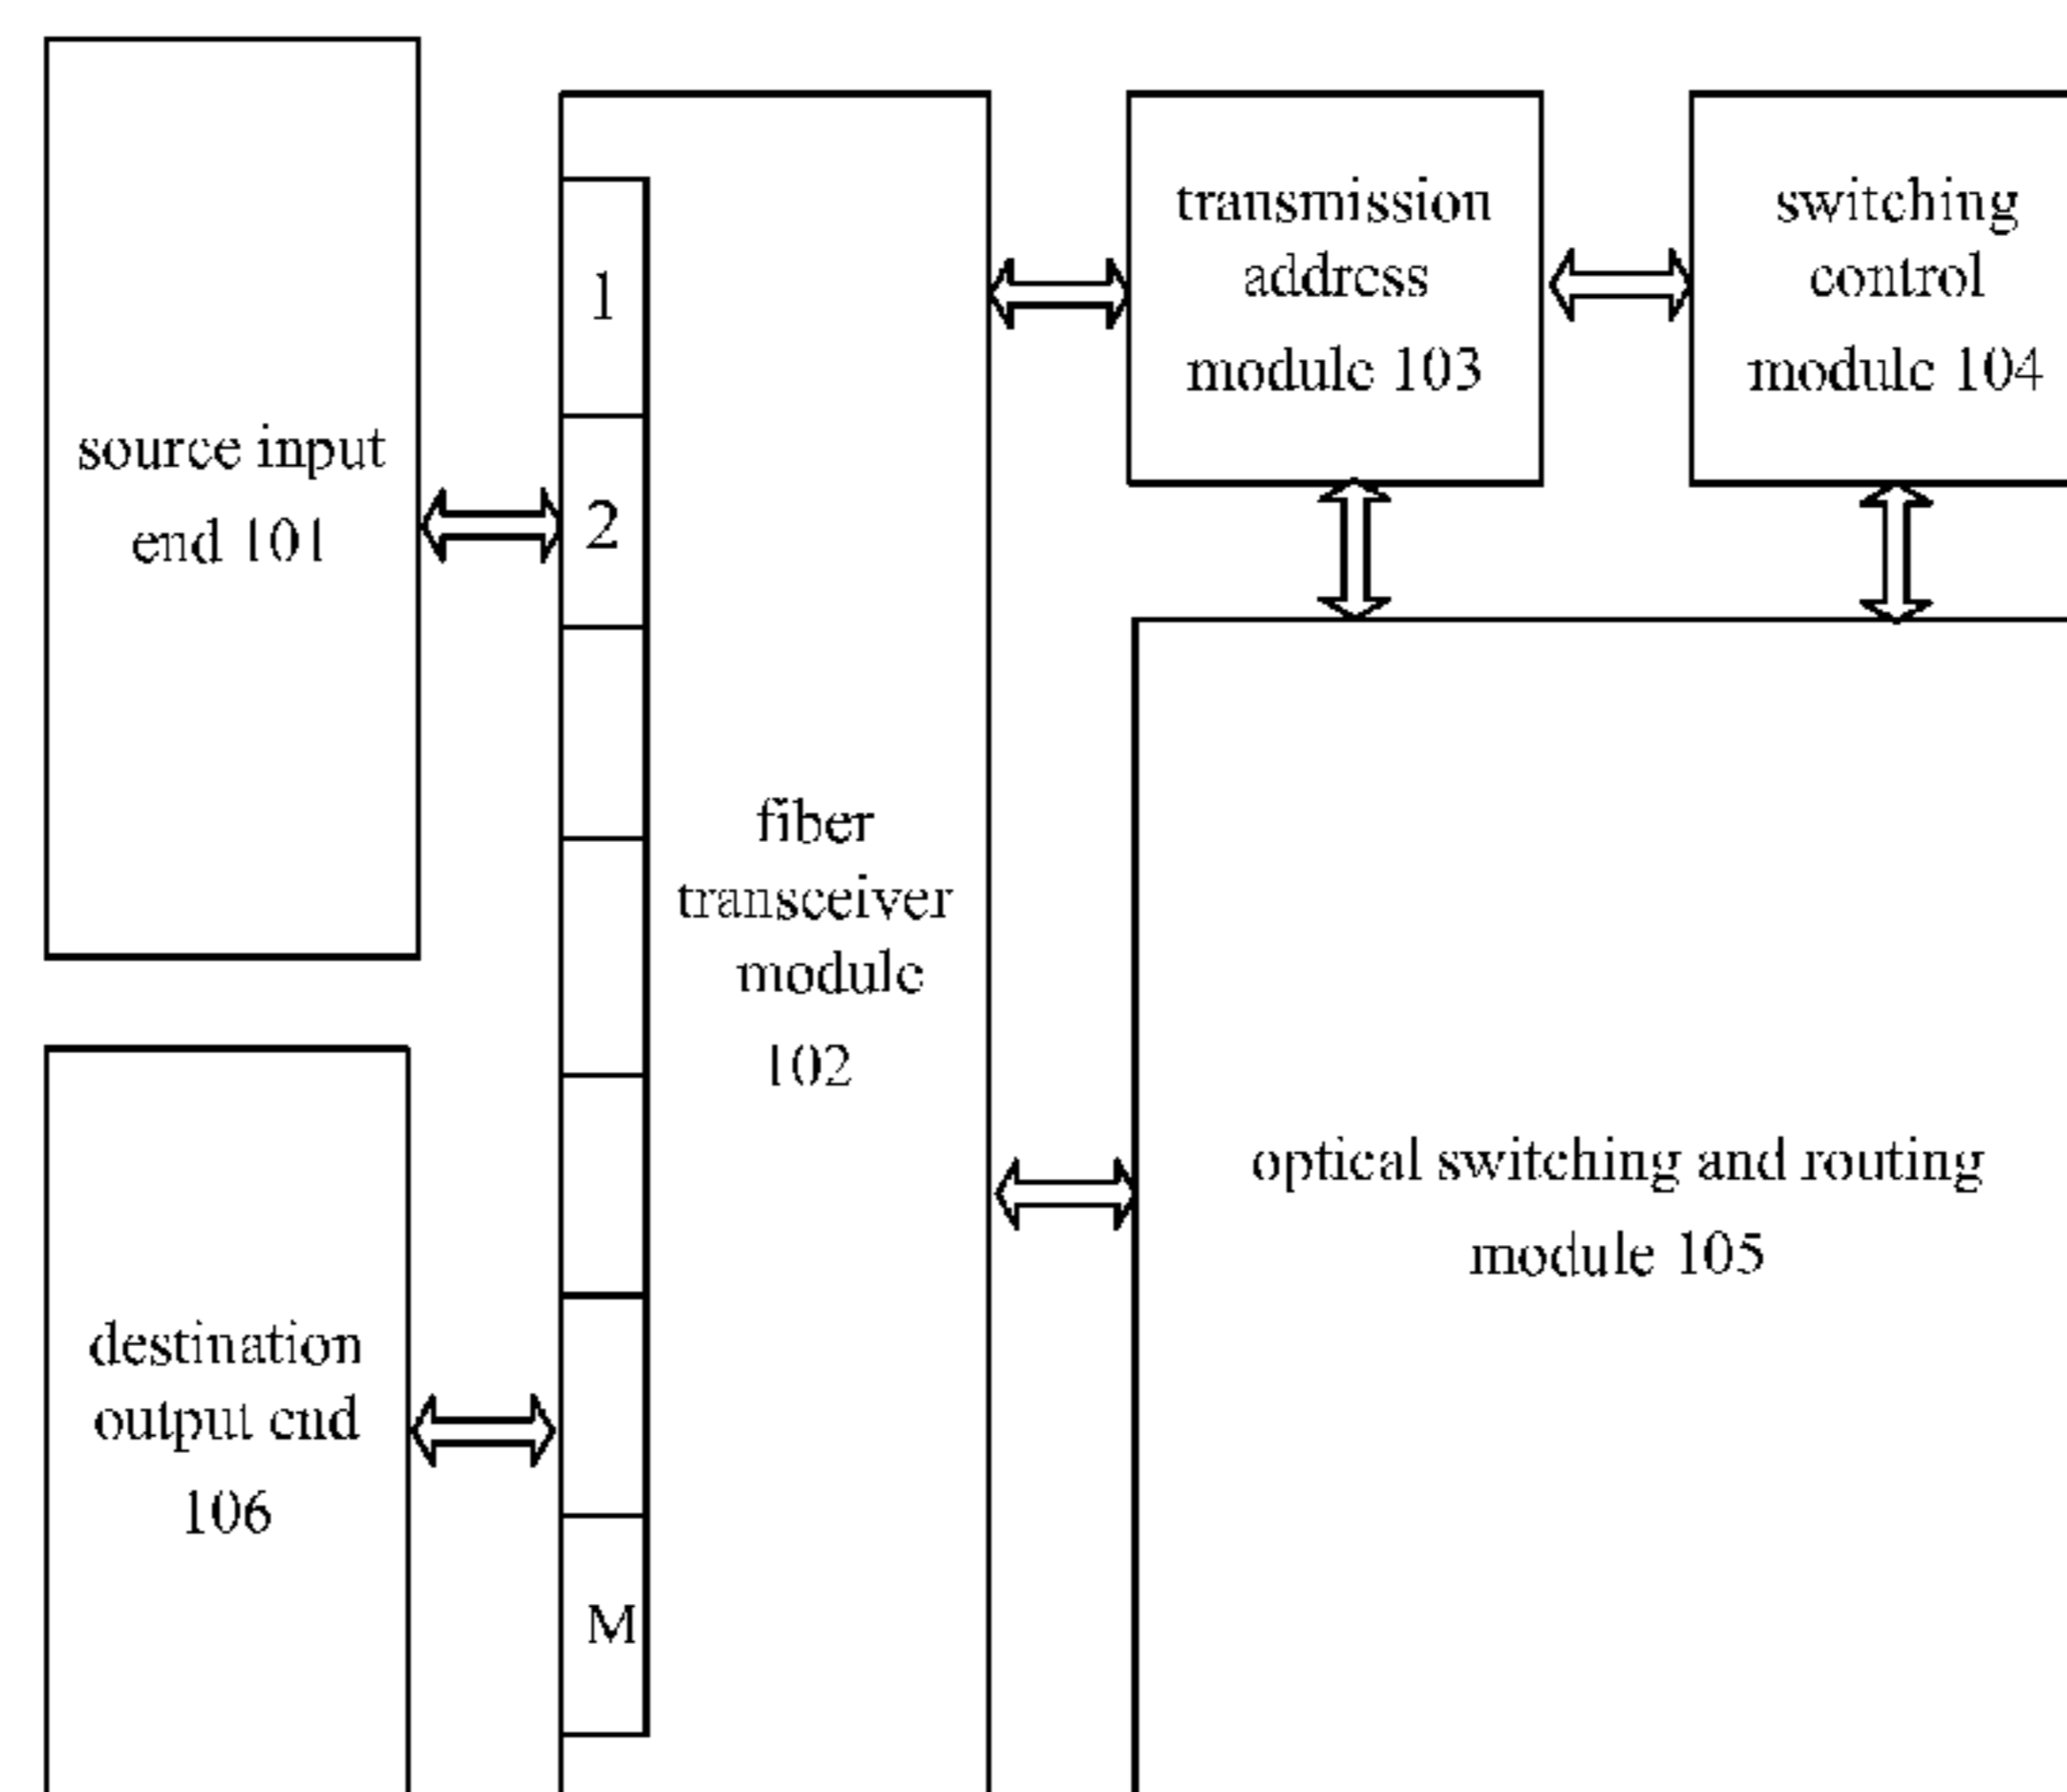 source input
end 101
1
2
M
fiber
transceiver
module
102
transmission
address
module 103
switching
control
module 104
optical switching and routing
module 105
destination
output end
106